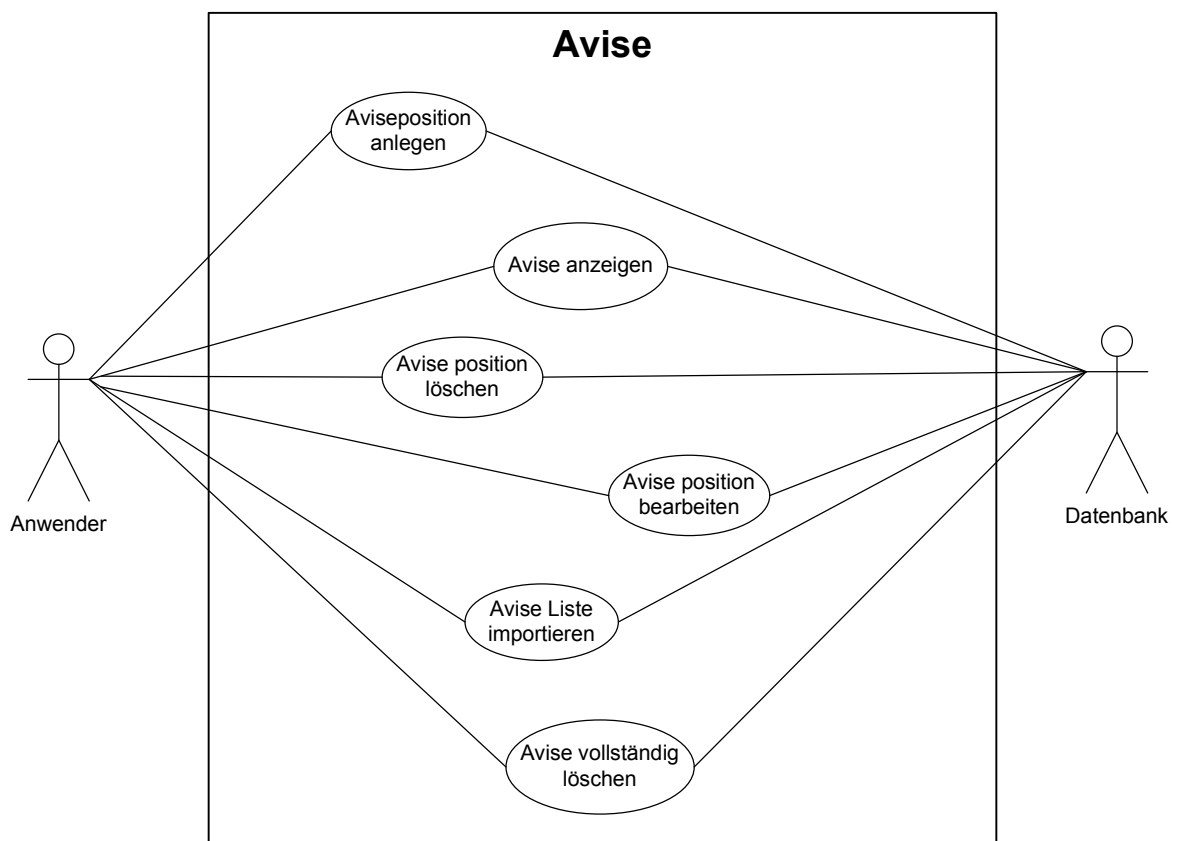 Avise
Aviseposition
anlegen
Avise anzeigen
Avise position
löschen
Avise position
bearbeiten
Anwender
Datenbank
Avise Liste
importieren
Avise vollständig
löschen